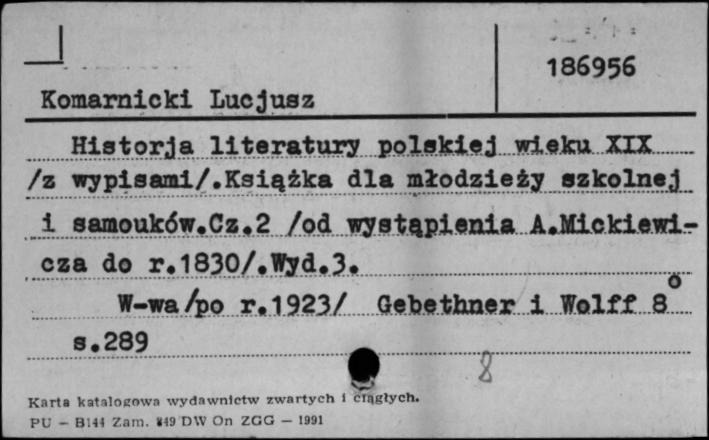 186956
Komarnicki Lucjusz
Historja literatury polskiej wieku XIX
/z wypisami/.Książka dla młodzieży szkolnej
i samouków.Cz.2 /od wystąpienia A.Mickiewi-
cza do r.1830/.Wyd.3.
W-wa/po r.1923/ Gebethner i Wolff 8°
s.289
8
Karta katalogowa wydawnictw zwartych i ciągłych.
PU – B144 Zam. 849 DW On ZGG – 1991